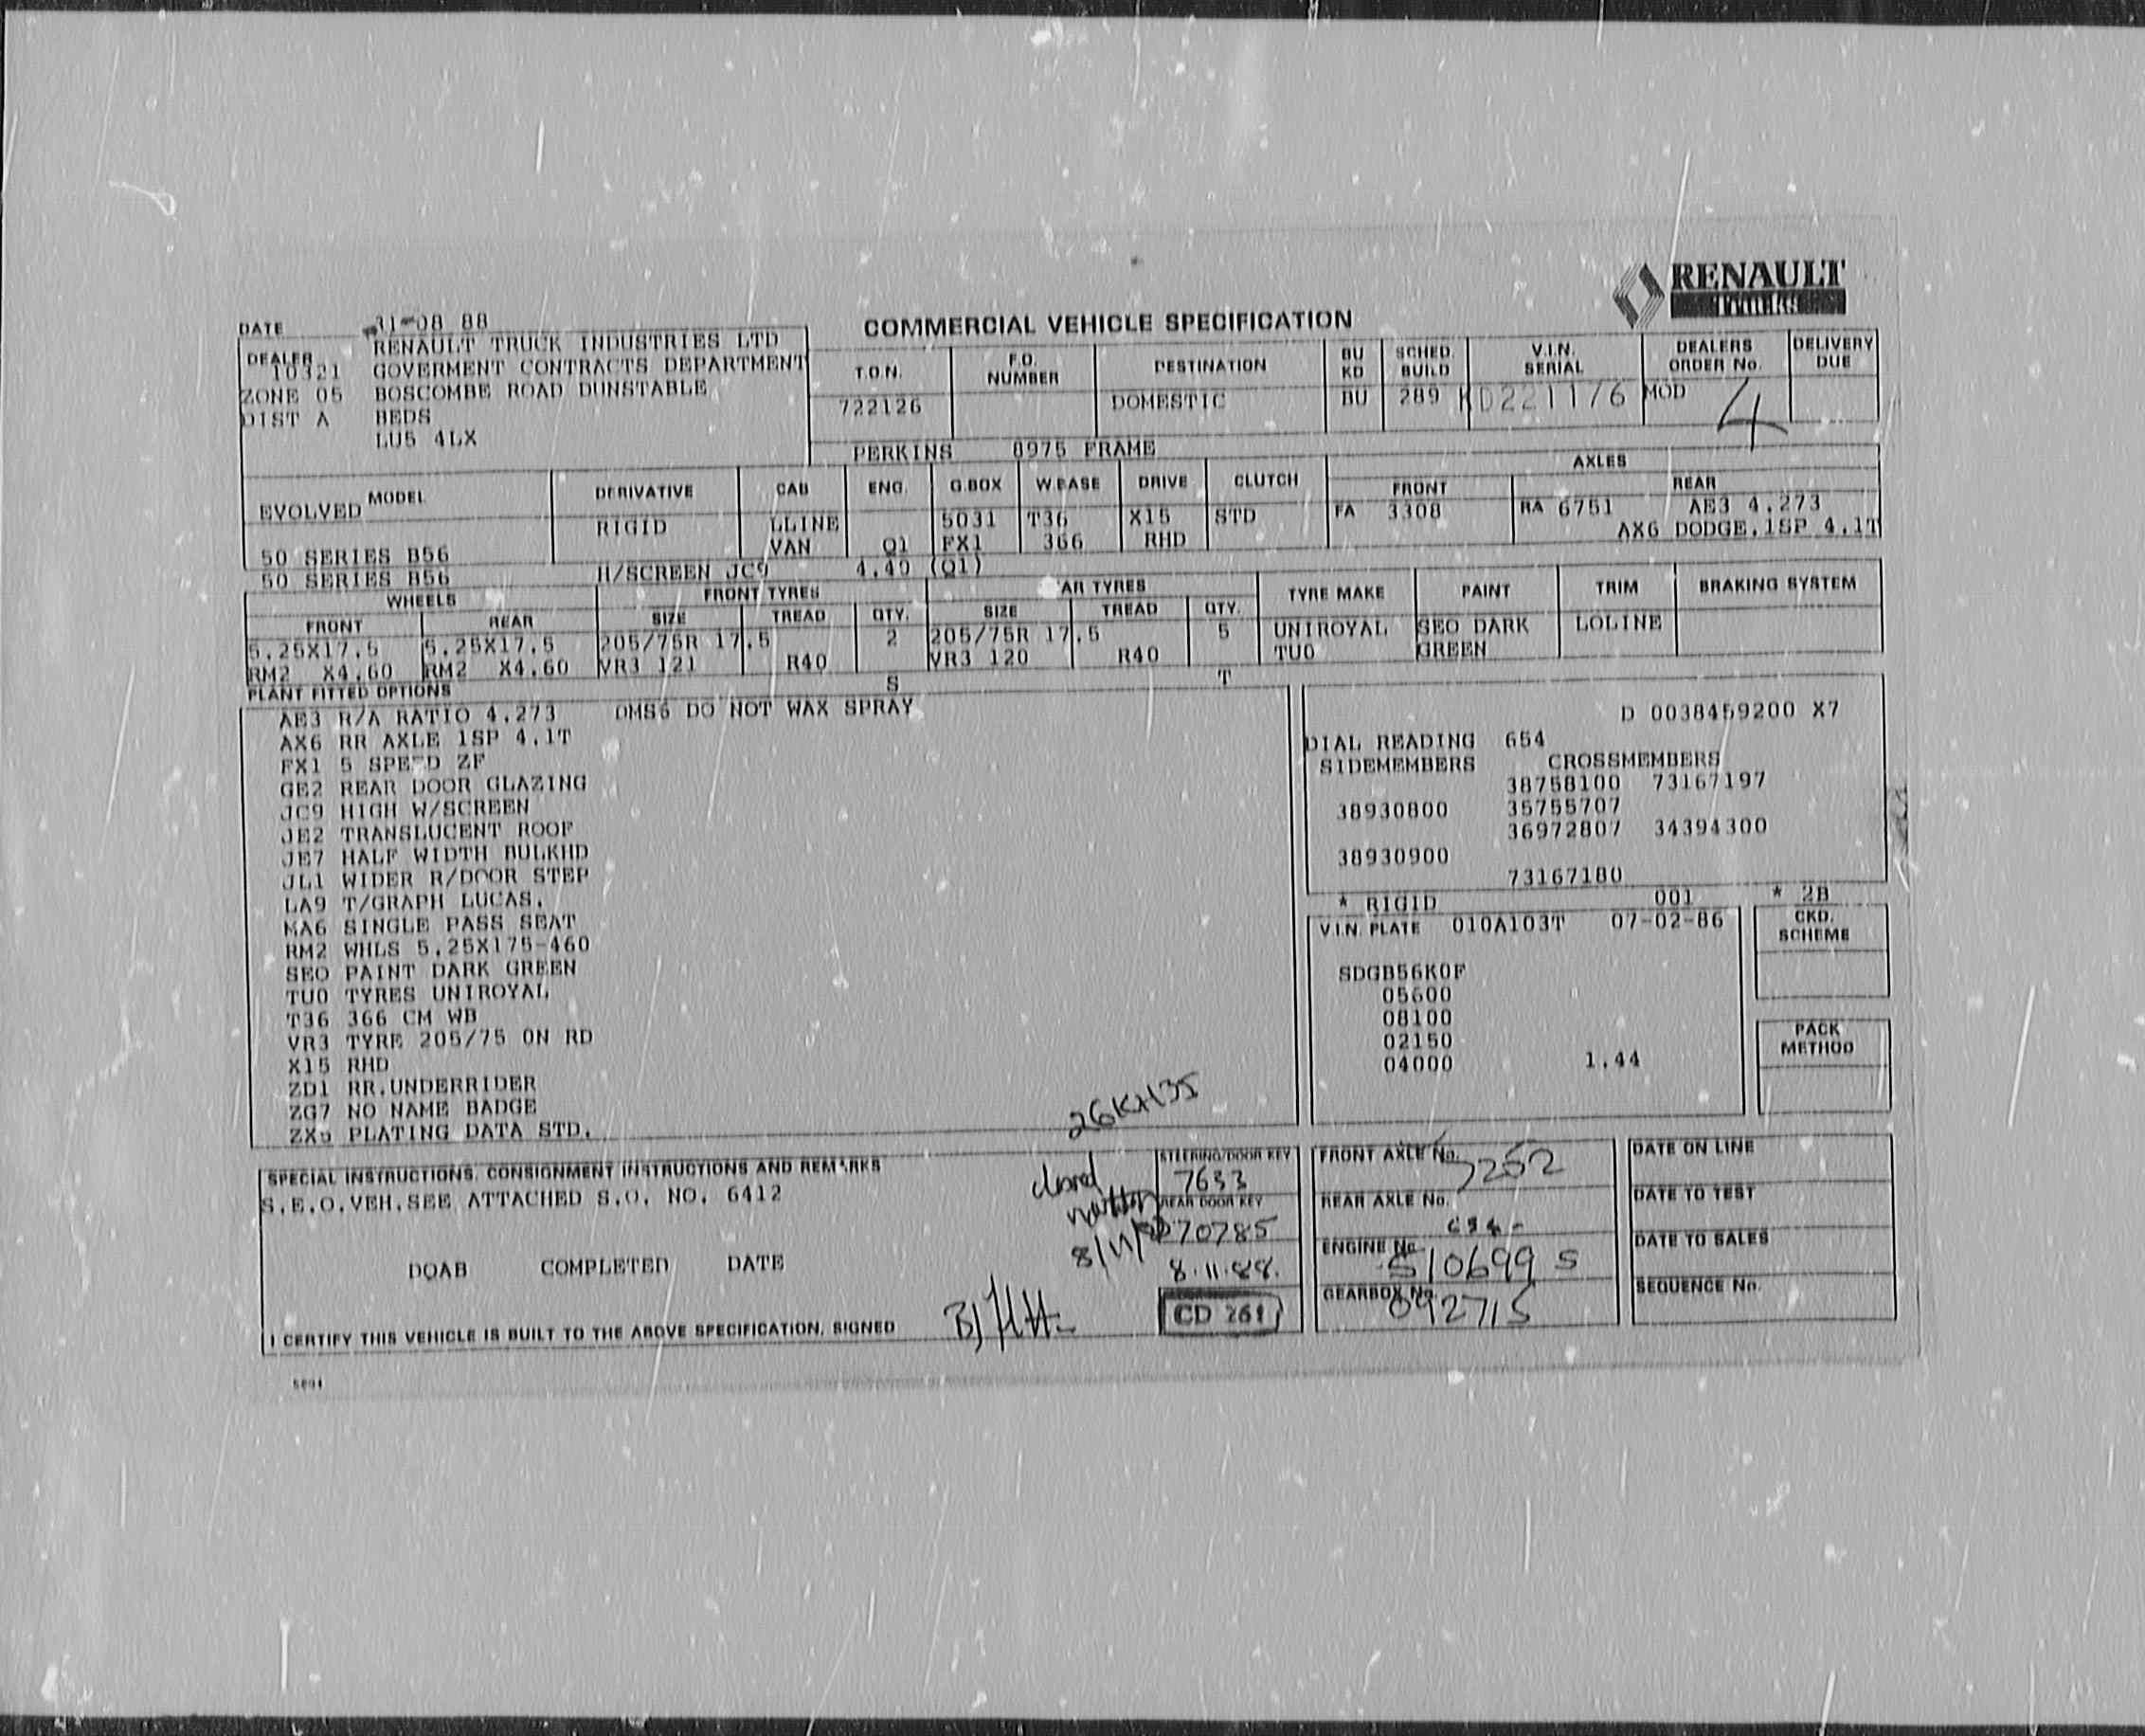 RENAULT
Trucks
DATE 31-08 88
COMMERCIAL VEHICLE SPECIFICATION
DEALER 10321 RENAULT TRUCK INDUSTRIES LTD
GOVERMENT CONTRACTS DEPARTMENT
ZONE 05 BOSCOMBE ROAD DUNSTABLE
DIST A BEDS
LU5 4LX
T.O.N. F.O. NUMBER DESTINATION BU KD SCHED. BUILD V.I.N. SERIAL DEALERS ORDER No. DELIVERY DUE
722126 DOMESTIC BU 289 D221176 MOD 4
PERKINS 8975 FRAME
MODEL DERIVATIVE CAB ENG. G.BOX W.BASE DRIVE CLUTCH AXLES FRONT REAR
EVOLVED RIGID LLINE 5031 T36 X15 STD FA 3308 RA 6751 AE3 4.273
50 SERIES B56 VAN Q1 FX1 366 RHD AX6 DODGE.1SP 4.1T
50 SERIES B56 H/SCREEN JC9 4.40 (Q1)
WHEELS FRONT TYRES AR TYRES TYRE MAKE PAINT TRIM BRAKING SYSTEM
FRONT REAR SIZE TREAD QTY. SIZE TREAD QTY.
5.25X17.5 5.25X17.5 205/75R 17.5 2 205/75R 17.5 5 UNIROYAL SEO DARK LOLINE
RM2 X4.60 RM2 X4.60 VR3 121 R40 VR3 120 R40 TU0 GREEN
S T
PLANT FITTED OPTIONS
AE3 R/A RATIO 4.273 DMS6 DO NOT WAX SPRAY
AX6 RR AXLE 1SP 4.1T
FX1 5 SPEED ZF
GE2 REAR DOOR GLAZING
JC9 HIGH W/SCREEN
JE2 TRANSLUCENT ROOF
JE7 HALF WIDTH BULKHD
JL1 WIDER R/DOOR STEP
LA9 T/GRAPH LUCAS.
MA6 SINGLE PASS SEAT
RM2 WHLS 5.25X175-460
SEO PAINT DARK GREEN
TU0 TYRES UNIROYAL
T36 366 CM WB
VR3 TYRE 205/75 ON RD
X15 RHD
ZD1 RR.UNDERRIDER
ZG7 NO NAME BADGE
PLATING DATA STD.
26KH35
D 0038459200 X7
DIAL READING 654
SIDEMEMBERS CROSSMEMBERS
38758100 73167197
38930800 35755707
36972807 34394300
38930900
73167180
* RIGID 001 * 2B
V.I.N. PLATE 010A103T 07-02-86
CKD. SCHEME
SDGB56K0F
05600
08100
02150
04000 1.44
PACK METHOD
SPECIAL INSTRUCTIONS. CONSIGNMENT INSTRUCTIONS AND REMARKS
S.E.O.VEH.SEE ATTACHED S.O. NO. 6412
DOAB COMPLETED DATE
I CERTIFY THIS VEHICLE IS BUILT TO THE ABOVE SPECIFICATION. SIGNED
STEERING/DOOR KEY
7633
REAR DOOR KEY
70785
8.11.88.
CD 261
FRONT AXLE No. 5252
REAR AXLE No.
ENGINE No. 510699 S
GEARBOX No. 092715
DATE ON LINE
DATE TO TEST
DATE TO SALES
SEQUENCE No.